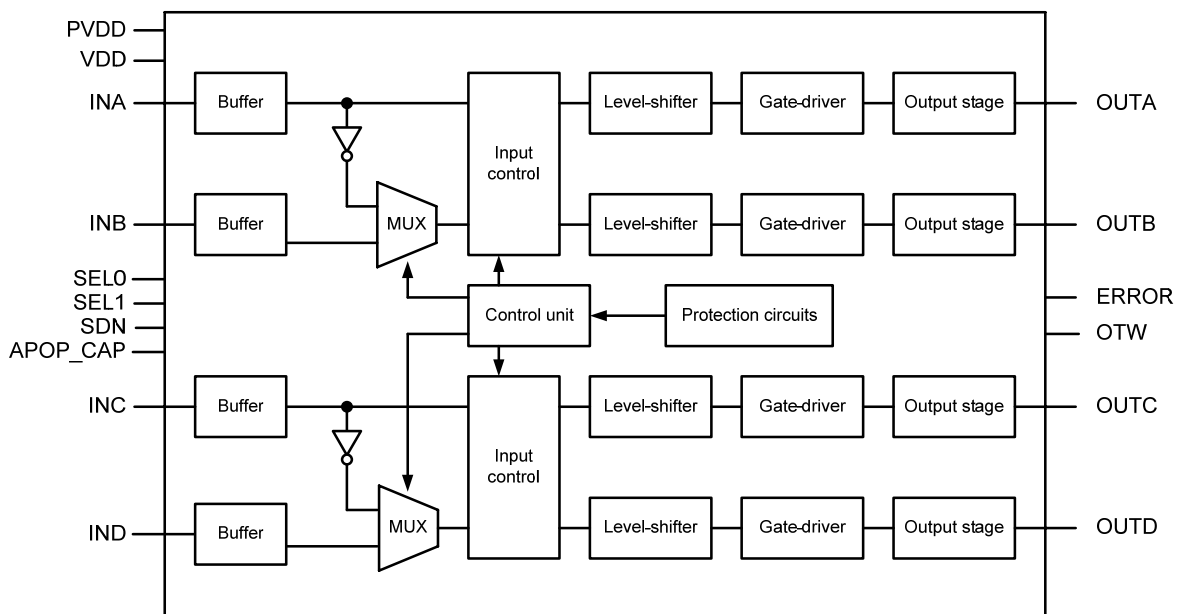 PVDD
VDD
INA
Buffer
Input
control
Level-shifter
Gate-driver
Output stage
OUTA
INB
Buffer
MUX
Level-shifter
Gate-driver
Output stage
OUTB
SEL0
SEL1
SDN
APOP_CAP
Control unit
Protection circuits
ERROR
OTW
INC
Buffer
Input
control
Level-shifter
Gate-driver
Output stage
OUTC
IND
Buffer
MUX
Level-shifter
Gate-driver
Output stage
OUTD